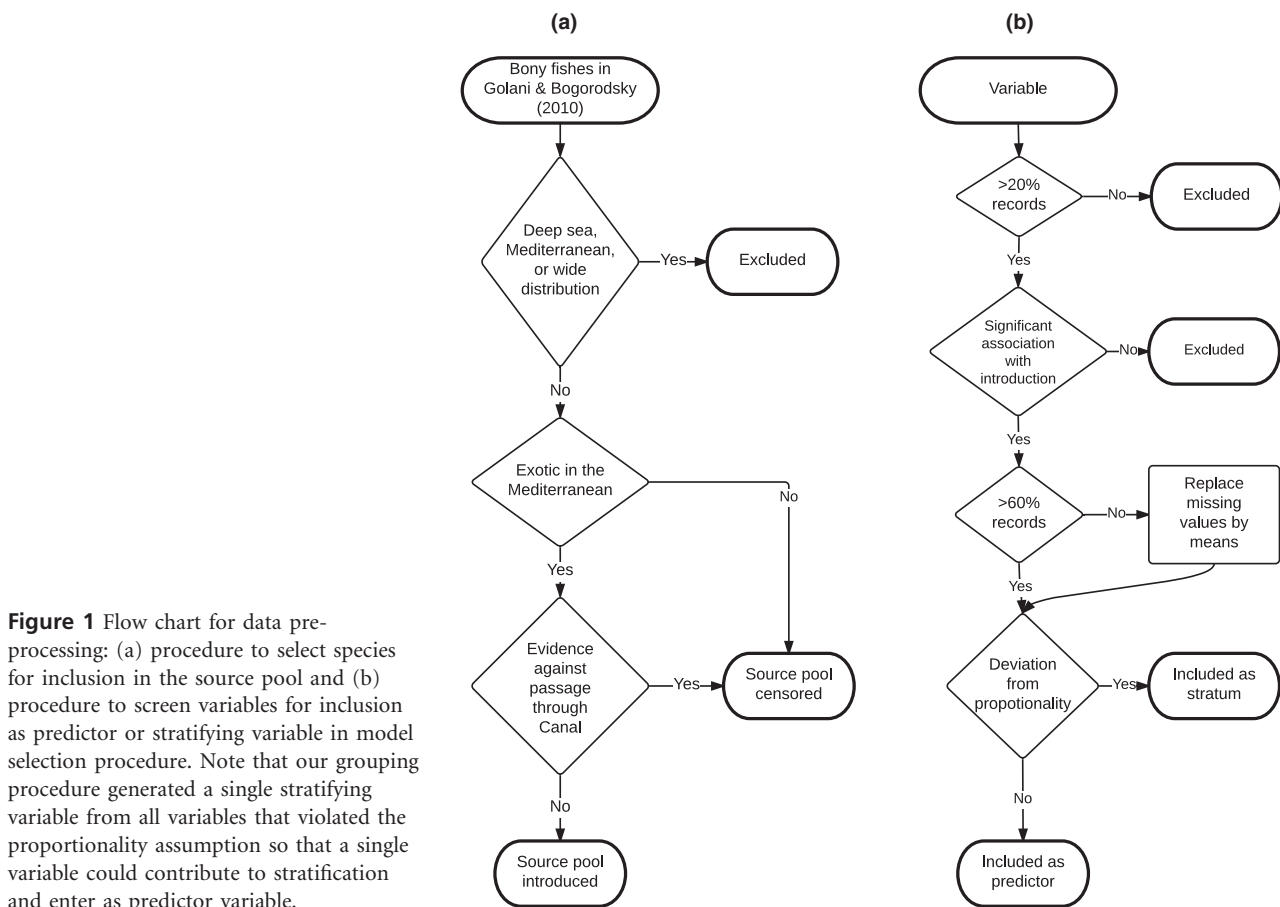 (a)
Bony fishes in
Golani & Bogorodsky
(2010)
Deep sea,
Mediterranean,
or wide
distribution
Yes
Excluded
No
Exotic in the
Mediterranean
No
Yes
Evidence
against
passage
through
Canal
Yes
Source pool
censored
No
Source pool
introduced
(b)
Variable
>20%
records
No
Excluded
Yes
Significant
association
with
introduction
No
Excluded
Yes
>60%
records
No
Replace
missing
values by
means
Yes
Deviation
from
propotionality
Yes
Included as
stratum
No
Included as
predictor
Figure 1 Flow chart for data pre-
processing: (a) procedure to select species
for inclusion in the source pool and (b)
procedure to screen variables for inclusion
as predictor or stratifying variable in model
selection procedure. Note that our grouping
procedure generated a single stratifying
variable from all variables that violated the
proportionality assumption so that a single
variable could contribute to stratification
and enter as predictor variable.